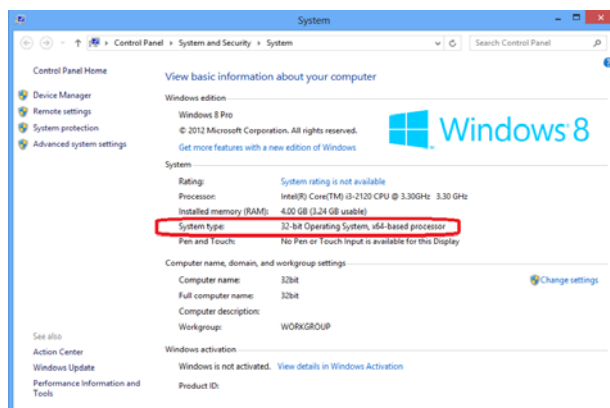 System
Control Panel ▸ System and Security ▸ System
Search Control Panel
Control Panel Home
Device Manager
Remote settings
System protection
Advanced system settings
See also
Action Center
Windows Update
Performance Information and
Tools
View basic information about your computer
Windows edition
Windows 8 Pro
© 2012 Microsoft Corporation. All rights reserved.
Get more features with a new edition of Windows
Windows 8
System
Rating: System rating is not available
Processor: Intel(R) Core(TM) i3-2120 CPU @ 3.30GHz 3.30 GHz
Installed memory (RAM): 4.00 GB (3.24 GB usable)
System type: 32-bit Operating System, x64-based processor
Pen and Touch: No Pen or Touch Input is available for this Display
Computer name, domain, and workgroup settings
Computer name: 32bit
Change settings
Full computer name: 32bit
Computer description:
Workgroup: WORKGROUP
Windows activation
Windows is not activated. View details in Windows Activation
Product ID: